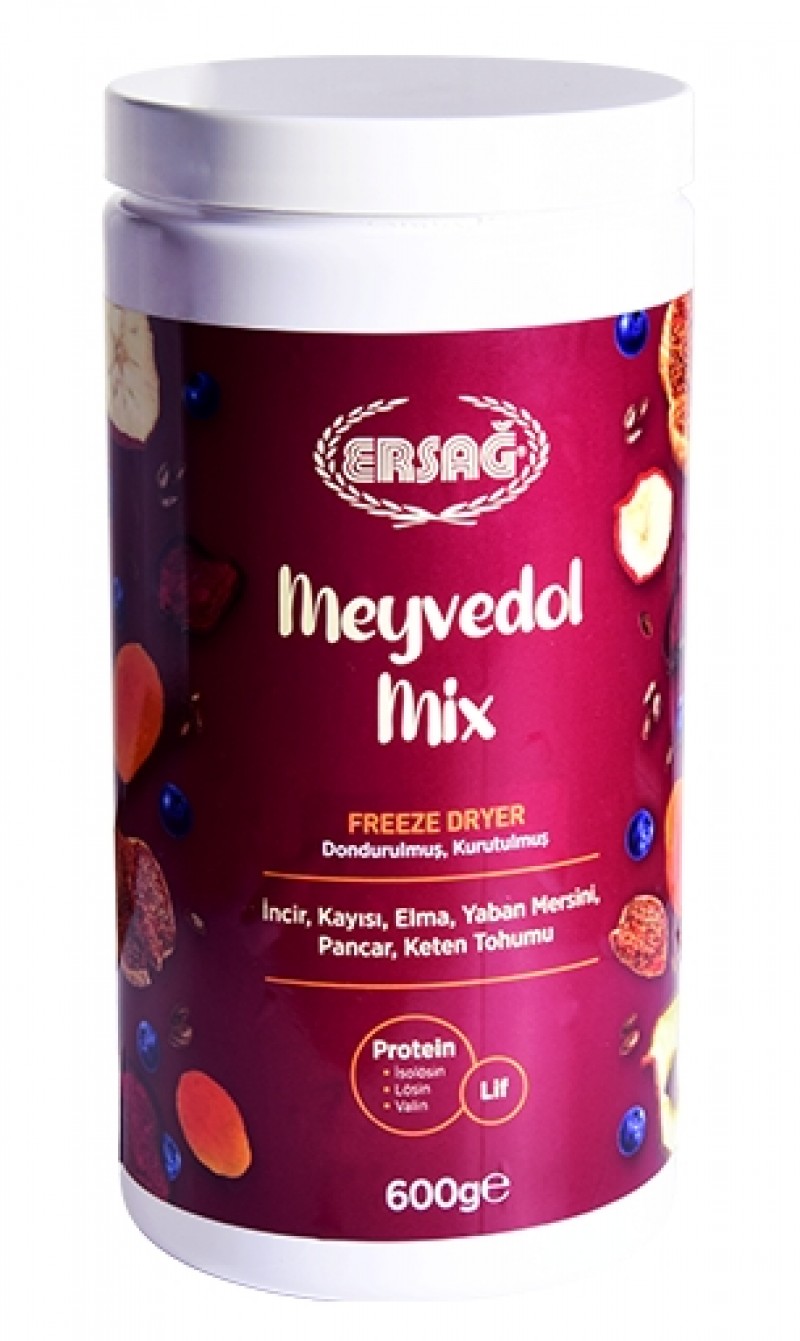 ERSAĞ
Meyvedol
Mix
FREEZE DRYER
Dondurulmuş, Kurutulmuş
İncir, Kayısı, Elma, Yaban Mersini,
Pancar, Keten Tohumu
Protein
• İsolösin
• Lösin
• Valin
Lif
600g℮